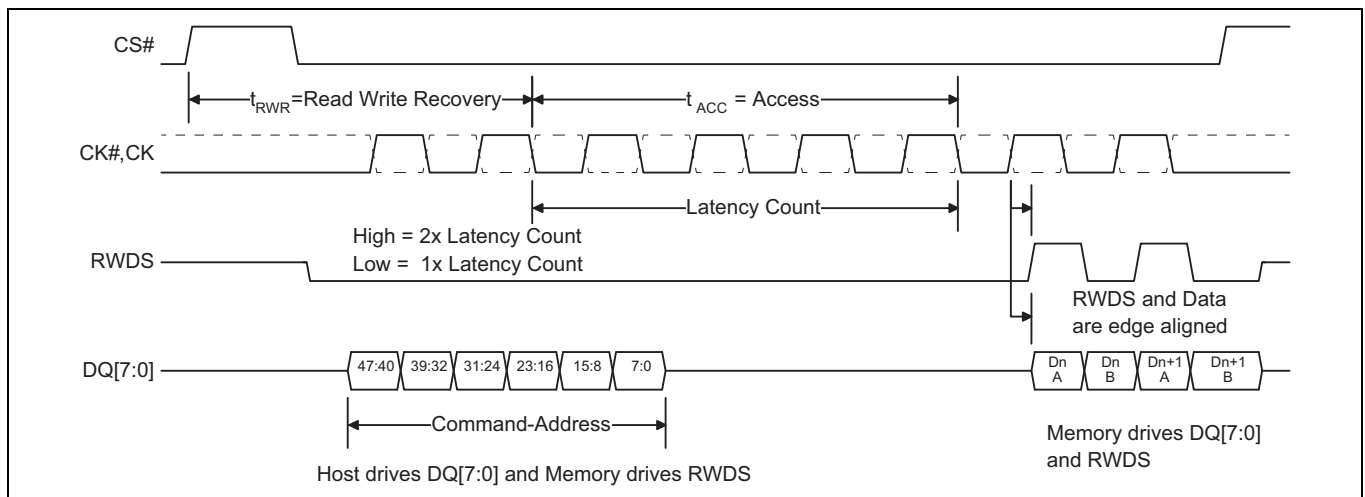 CS#
tRWR=Read Write Recovery
tACC = Access
CK#,CK
Latency Count
High = 2x Latency Count
Low = 1x Latency Count
RWDS
RWDS and Data
are edge aligned
DQ[7:0]
47:40 39:32 31:24 23:16 15:8 7:0
Dn
A
Dn
B
Dn+1
A
Dn+1
B
Command-Address
Memory drives DQ[7:0]
and RWDS
Host drives DQ[7:0] and Memory drives RWDS